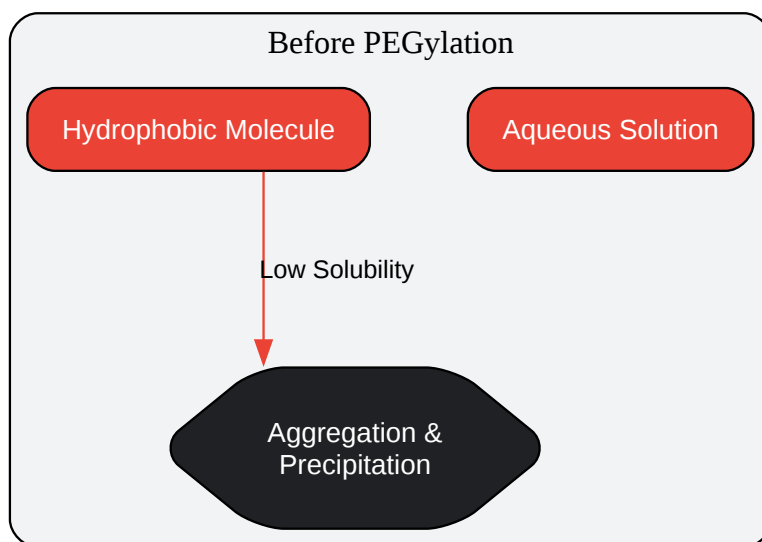 Before PEGylation
Hydrophobic Molecule
Aqueous Solution
Low Solubility
Aggregation &
Precipitation